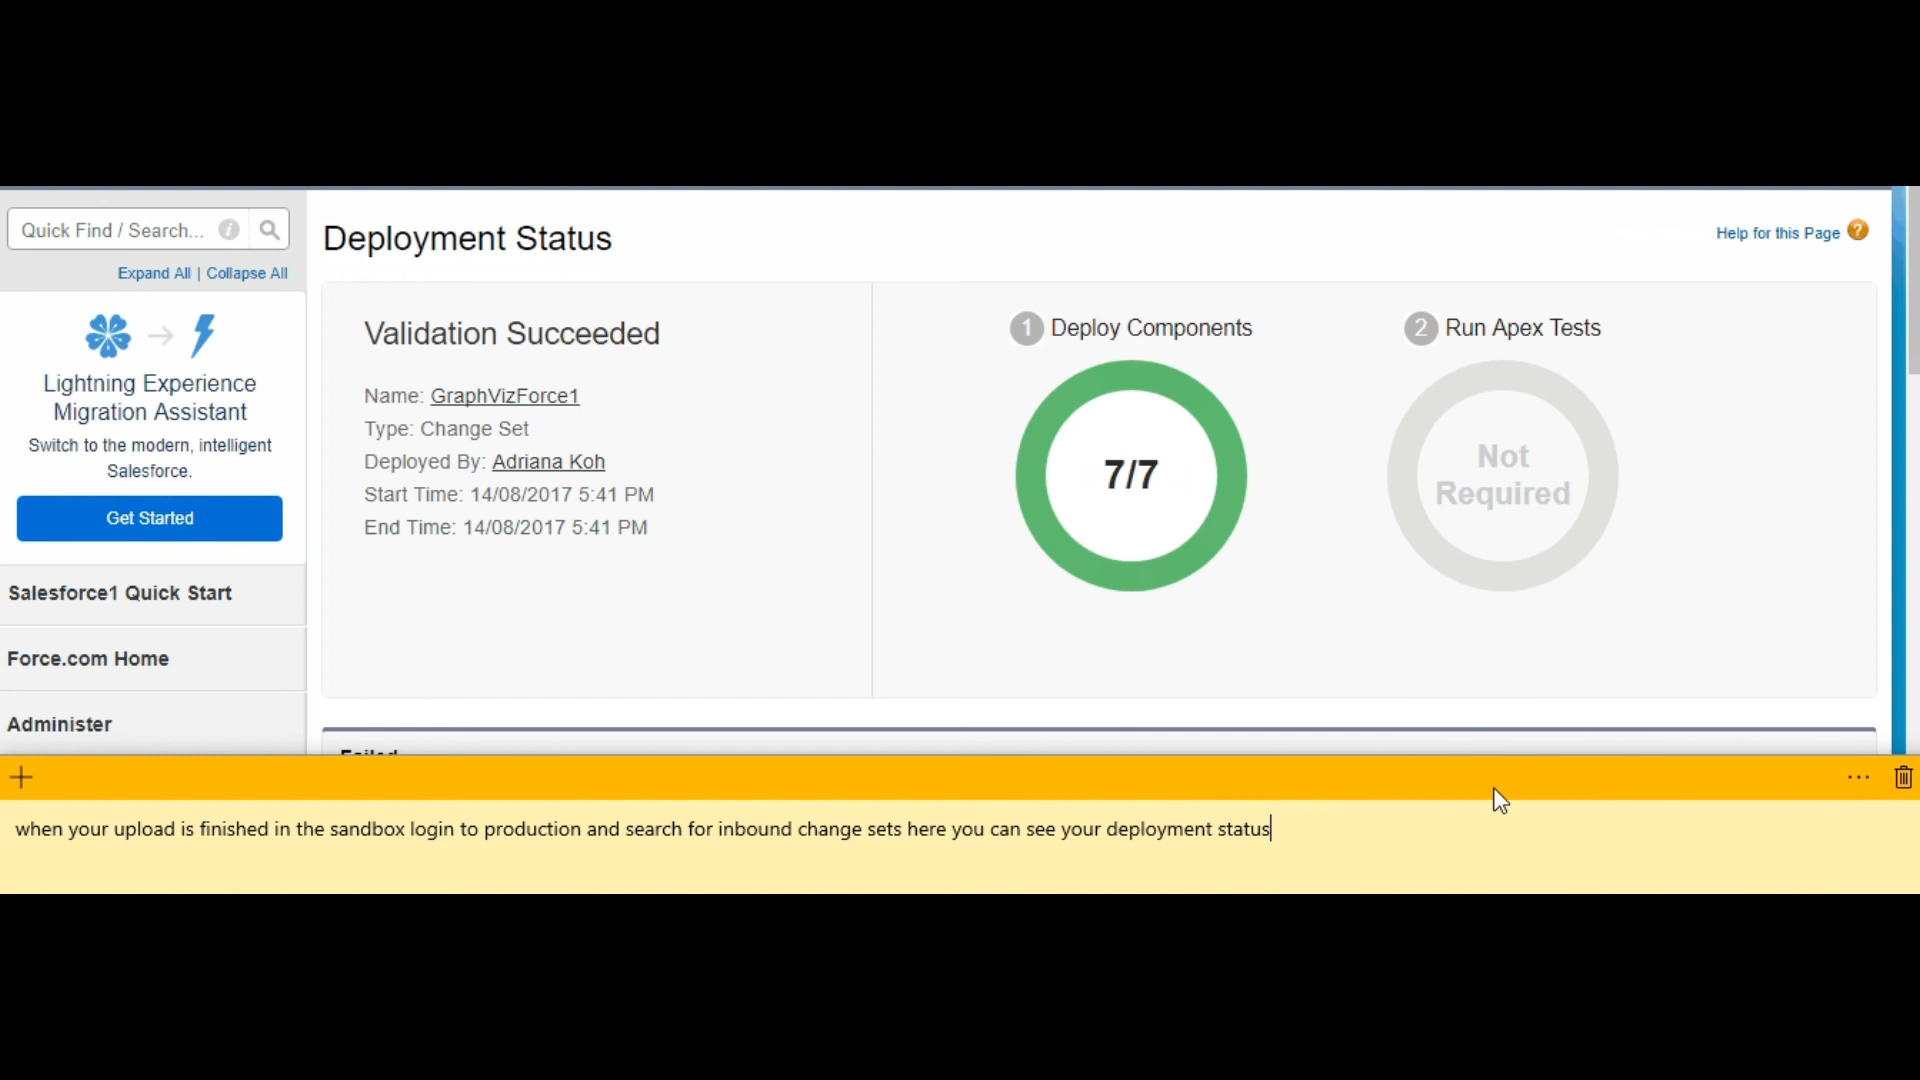 Quick Find / Search...
Expand All | Collapse All
Lightning Experience
Migration Assistant
Switch to the modern, intelligent
Salesforce.
Get Started
Salesforce1 Quick Start
Force.com Home
Administer
Deployment Status
Help for this Page ?
Validation Succeeded
Name: GraphVizForce1
Type: Change Set
Deployed By: Adriana Koh
Start Time: 14/08/2017 5:41 PM
End Time: 14/08/2017 5:41 PM
1 Deploy Components
7/7
2 Run Apex Tests
Not
Required
Failed
when your upload is finished in the sandbox login to production and search for inbound change sets here you can see your deployment status